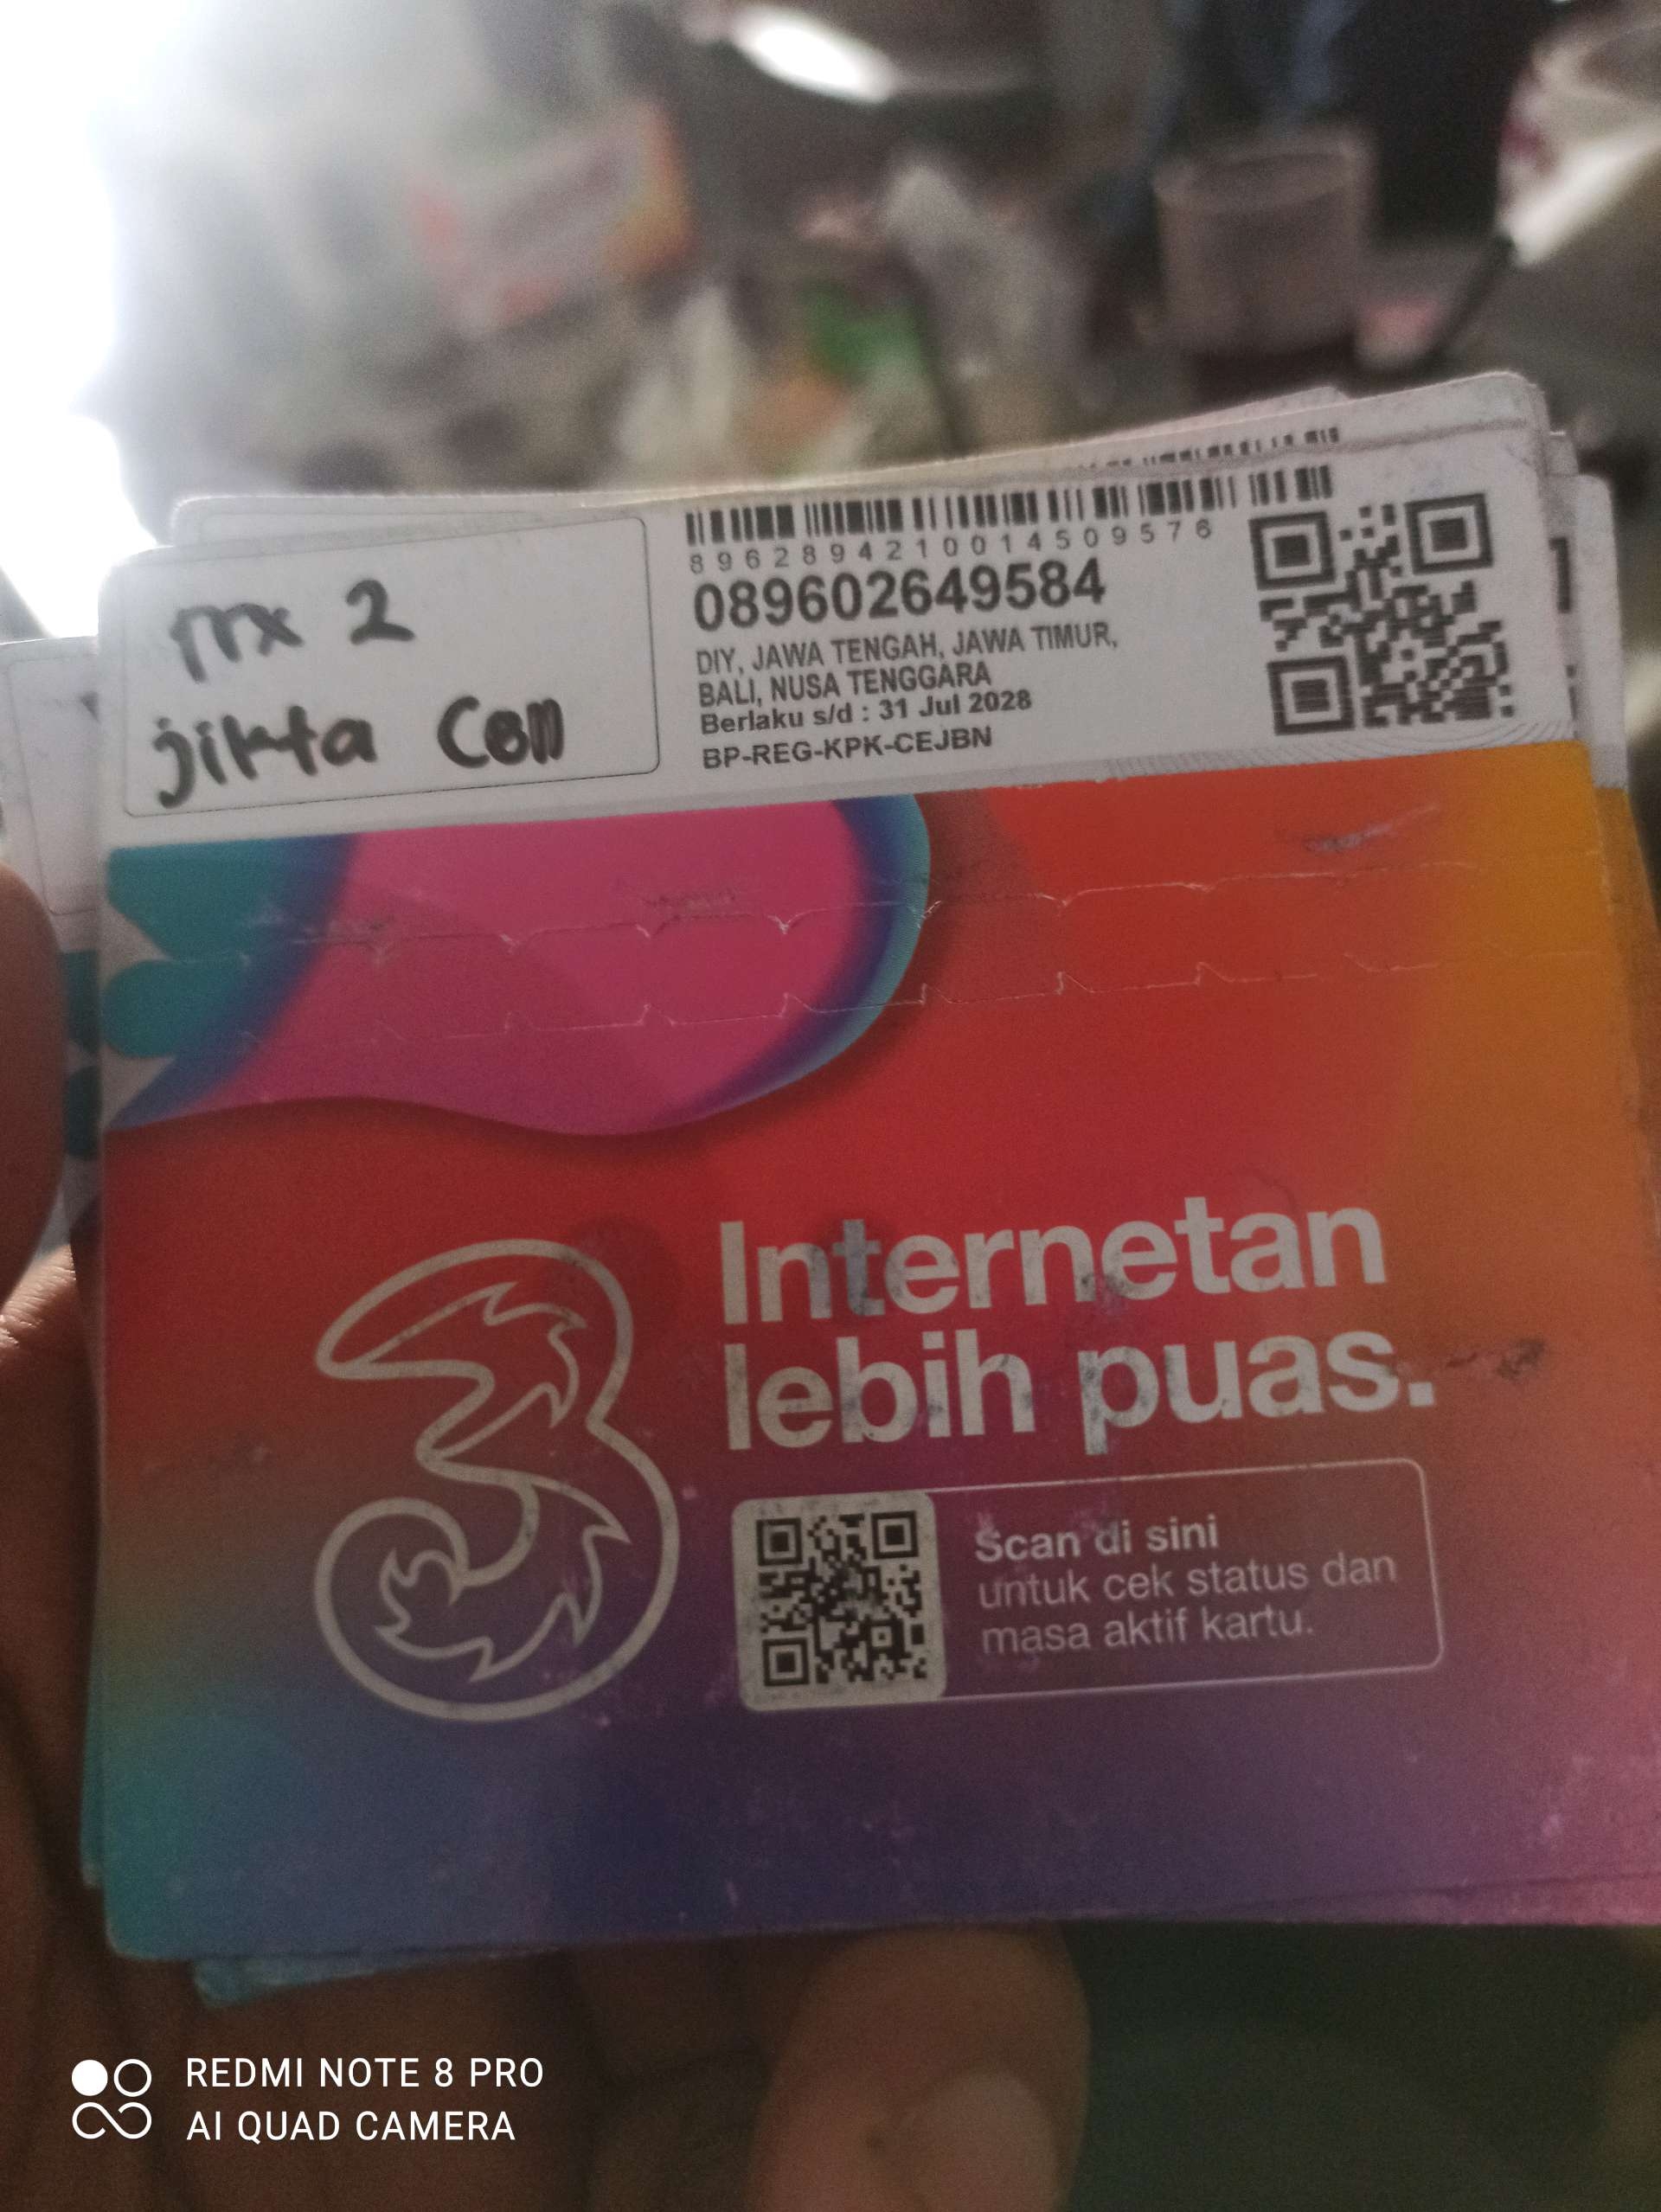 mx 2
jikta Cell
8962894210014509576
089602649584
DIY, JAWA TENGAH, JAWA TIMUR,
BALI, NUSA TENGGARA
Berlaku s/d : 31 Jul 2028
BP-REG-KPK-CEJBN
3
Internetan
lebih puas.
Scan di sini
untuk cek status dan
masa aktif kartu.
REDMI NOTE 8 PRO
AI QUAD CAMERA